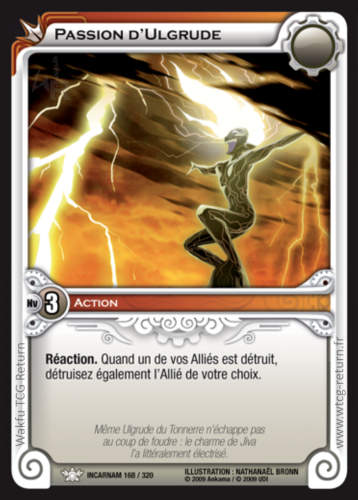 PASSION D'ULGRUDE
Nv 3 ACTION
Réaction. Quand un de vos Alliés est détruit,
détruisez également l'Allié de votre choix.
Même Ulgrude du Tonnerre n'échappe pas
au coup de foudre : le charme de Jiva
l'a littéralement électrisé.
INCARNAM 168 / 320
ILLUSTRATION : NATHANAËL BRONN
© 2009 Ankama / © 2009 UDI
Wakfu TCG Return
www.wtcg-return.fr